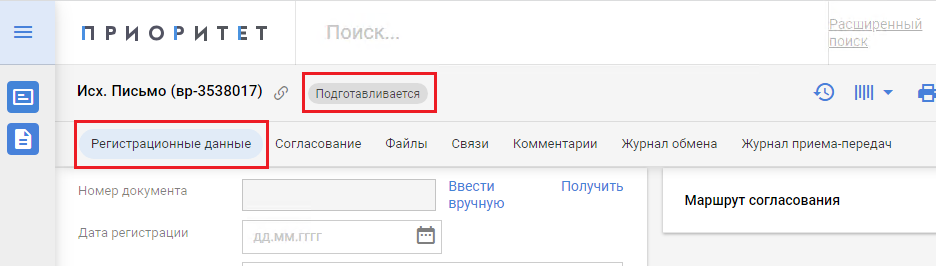 ПРИОРИТЕТ
Поиск...
Расширенный
поиск
Исх. Письмо (вр-3538017)
Подготавливается
Регистрационные данные
Согласование
Файлы
Связи
Комментарии
Журнал обмена
Журнал приема-передач
Номер документа
Ввести
вручную
Получить
Маршрут согласования
Дата регистрации
дд.мм.гггг